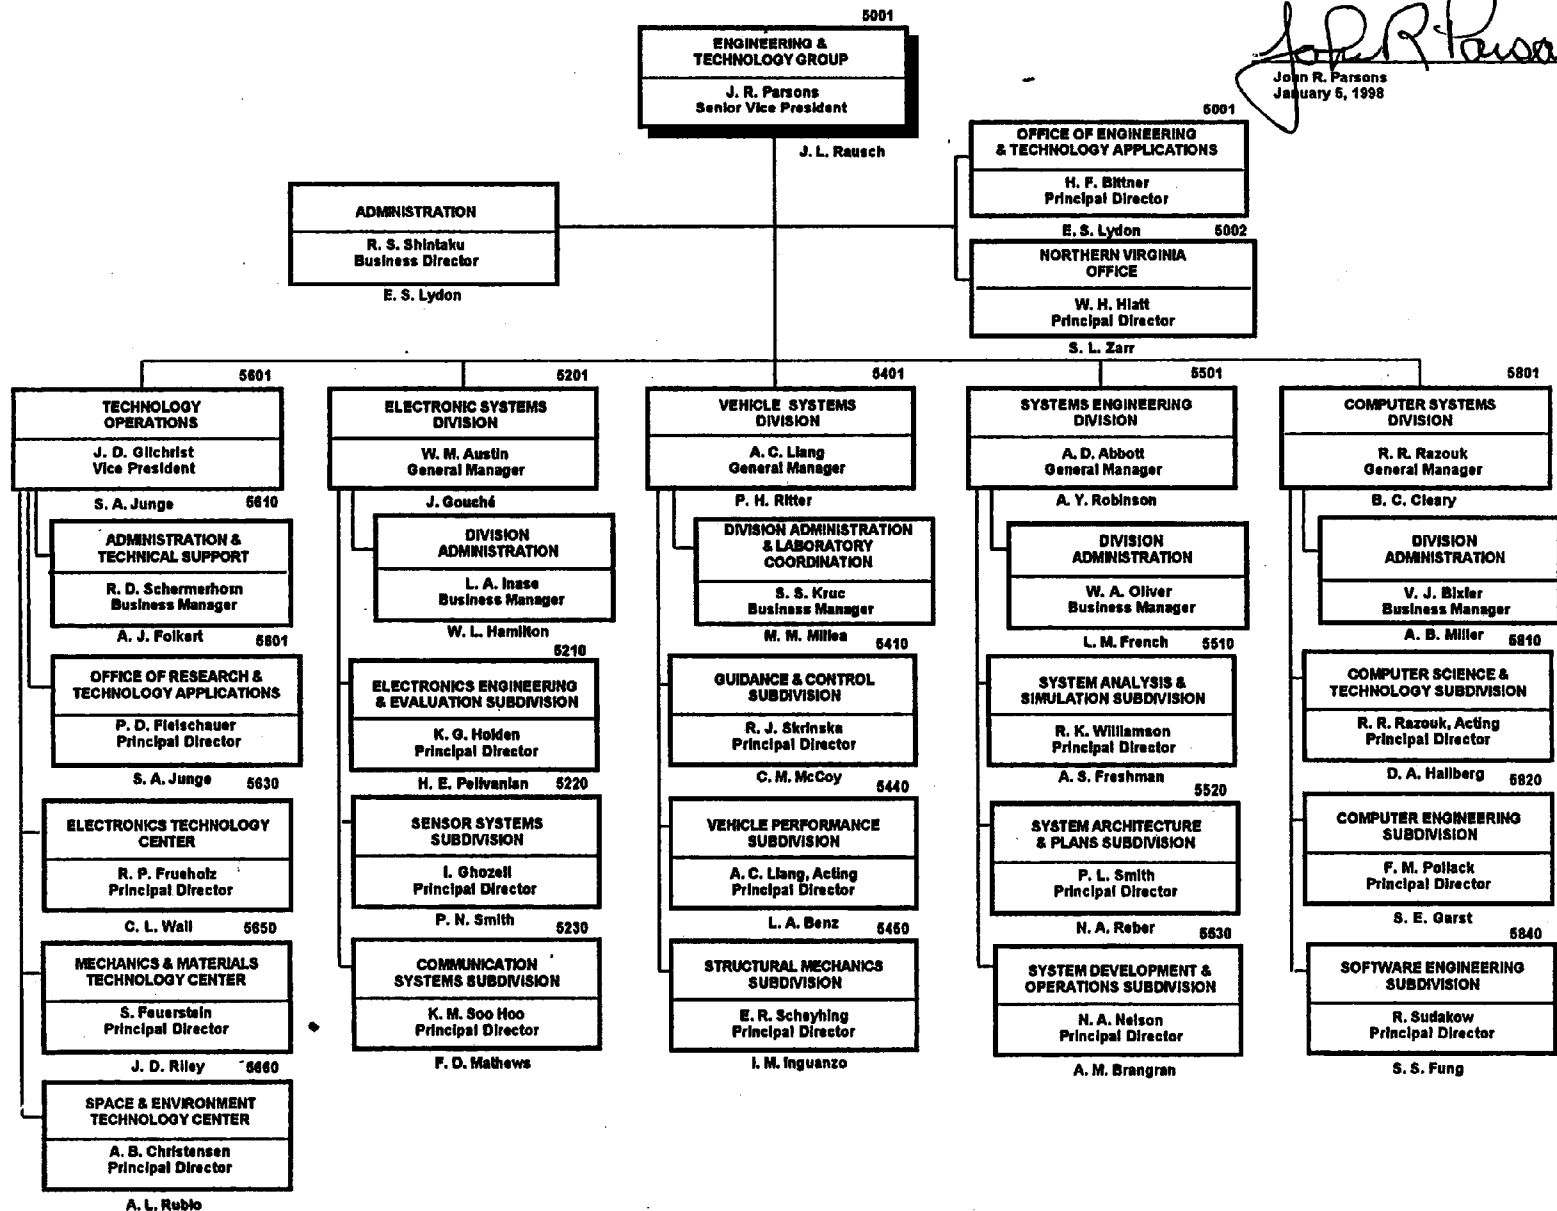 5001
ENGINEERING &
TECHNOLOGY GROUP
J. R. Parsons
Senior Vice President
J. L. Rausch
John R Parso
John R. Parsons
January 5, 1998
5001
OFFICE OF ENGINEERING
& TECHNOLOGY APPLICATIONS
H. F. Bittner
Principal Director
E. S. Lydon
ADMINISTRATION
R. S. Shintaku
Business Director
E. S. Lydon
5002
NORTHERN VIRGINIA
OFFICE
W. H. Hiatt
Principal Director
S. L. Zarr
5601
TECHNOLOGY
OPERATIONS
J. D. Gilchrist
Vice President
S. A. Junge
5610
ADMINISTRATION &
TECHNICAL SUPPORT
R. D. Schermerhorn
Business Manager
A. J. Folkert
5601
OFFICE OF RESEARCH &
TECHNOLOGY APPLICATIONS
P. D. Fleischauer
Principal Director
S. A. Junge
5630
ELECTRONICS TECHNOLOGY
CENTER
R. P. Frueholz
Principal Director
C. L. Wall
5650
MECHANICS & MATERIALS
TECHNOLOGY CENTER
S. Feuerstein
Principal Director
J. D. Riley
5660
SPACE & ENVIRONMENT
TECHNOLOGY CENTER
A. B. Christensen
Principal Director
A. L. Rubio
5201
ELECTRONIC SYSTEMS
DIVISION
W. M. Austin
General Manager
J. Gouché
DIVISION
ADMINISTRATION
L. A. Inase
Business Manager
W. L. Hamilton
5210
ELECTRONICS ENGINEERING
& EVALUATION SUBDIVISION
K. G. Holden
Principal Director
H. E. Pelivanian
5220
SENSOR SYSTEMS
SUBDIVISION
I. Ghozeil
Principal Director
P. N. Smith
5230
COMMUNICATION
SYSTEMS SUBDIVISION
K. M. Soo Hoo
Principal Director
F. D. Mathews
5401
VEHICLE SYSTEMS
DIVISION
A. C. Liang
General Manager
P. H. Ritter
DIVISION ADMINISTRATION
& LABORATORY
COORDINATION
S. S. Kruc
Business Manager
M. M. Millea
5410
GUIDANCE & CONTROL
SUBDIVISION
R. J. Skrinska
Principal Director
C. M. McCoy
5440
VEHICLE PERFORMANCE
SUBDIVISION
A. C. Liang, Acting
Principal Director
L. A. Benz
5450
STRUCTURAL MECHANICS
SUBDIVISION
E. R. Scheyhing
Principal Director
I. M. Inguanzo
5501
SYSTEMS ENGINEERING
DIVISION
A. D. Abbott
General Manager
A. Y. Robinson
DIVISION
ADMINISTRATION
W. A. Oliver
Business Manager
L. M. French
5510
SYSTEM ANALYSIS &
SIMULATION SUBDIVISION
R. K. Williamson
Principal Director
A. S. Freshman
5520
SYSTEM ARCHITECTURE
& PLANS SUBDIVISION
P. L. Smith
Principal Director
N. A. Reber
5530
SYSTEM DEVELOPMENT &
OPERATIONS SUBDIVISION
N. A. Nelson
Principal Director
A. M. Brangran
5801
COMPUTER SYSTEMS
DIVISION
R. R. Razouk
General Manager
B. C. Cleary
DIVISION
ADMINISTRATION
V. J. Bixler
Business Manager
A. B. Miller
5810
COMPUTER SCIENCE &
TECHNOLOGY SUBDIVISION
R. R. Razouk, Acting
Principal Director
D. A. Hallberg
5820
COMPUTER ENGINEERING
SUBDIVISION
F. M. Pollack
Principal Director
S. E. Garst
5840
SOFTWARE ENGINEERING
SUBDIVISION
R. Sudakow
Principal Director
S. S. Fung